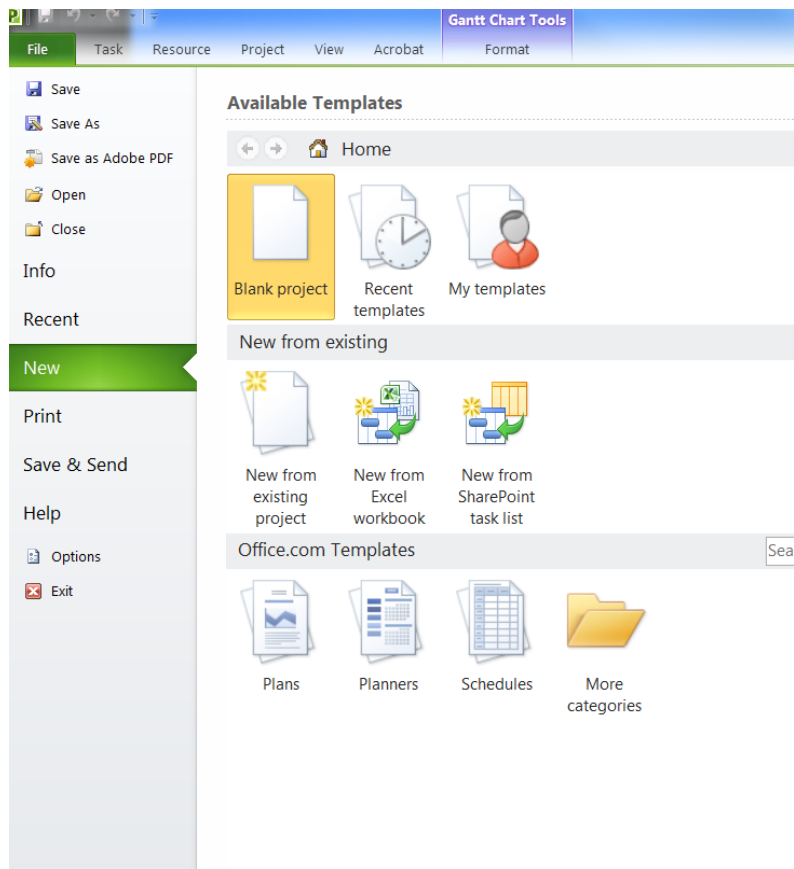 Gantt Chart Tools
File Task Resource Project View Acrobat Format
Save
Save As
Save as Adobe PDF
Open
Close
Info
Recent
New
Print
Save & Send
Help
Options
Exit
Available Templates
Home
Blank project
Recent
templates
My templates
New from existing
New from
existing
project
New from
Excel
workbook
New from
SharePoint
task list
Office.com Templates
Sea
Plans
Planners
Schedules
More
categories